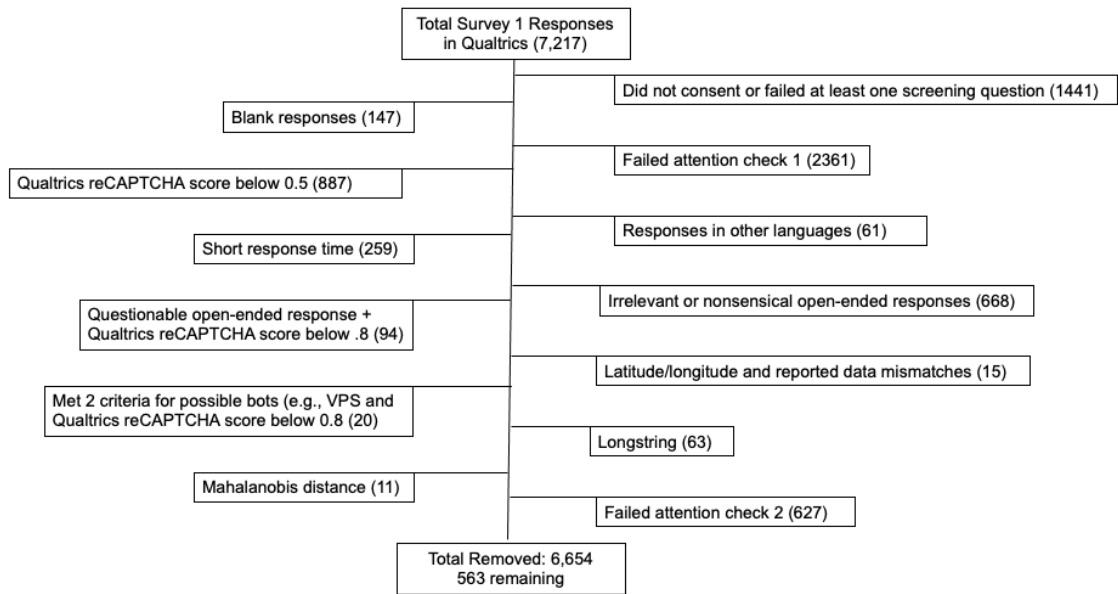 Total Survey 1 Responses
in Qualtrics (7,217)
Did not consent or failed at least one screening question (1441)
Blank responses (147)
Failed attention check 1 (2361)
Qualtrics reCAPTCHA score below 0.5 (887)
Responses in other languages (61)
Short response time (259)
Irrelevant or nonsensical open-ended responses (668)
Questionable open-ended response +
Qualtrics reCAPTCHA score below .8 (94)
Latitude/longitude and reported data mismatches (15)
Met 2 criteria for possible bots (e.g., VPS and
Qualtrics reCAPTCHA score below 0.8 (20)
Longstring (63)
Mahalanobis distance (11)
Failed attention check 2 (627)
Total Removed: 6,654
563 remaining